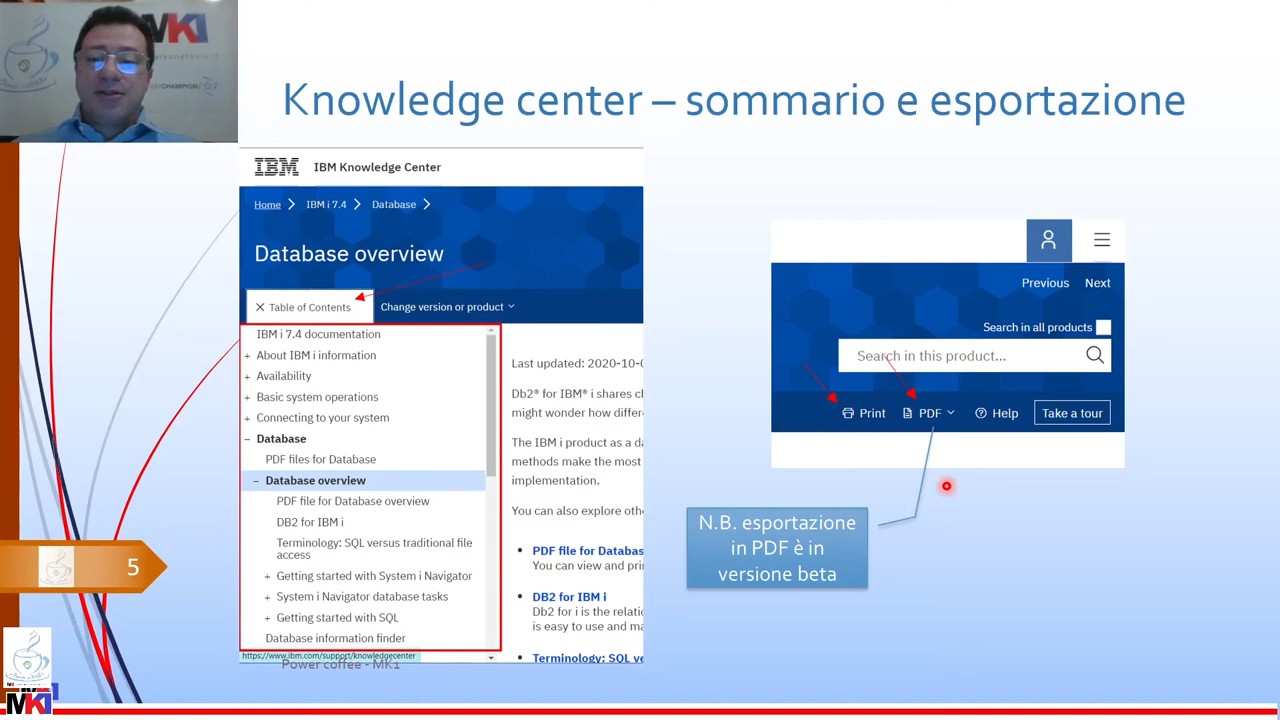 MK1
CHAMPION
Knowledge center – sommario e esportazione
IBM IBM Knowledge Center
Home > IBM i 7.4 > Database >
Database overview
× Table of Contents
Change version or product
IBM i 7.4 documentation
+ About IBM i information
+ Availability
+ Basic system operations
+ Connecting to your system
– Database
PDF files for Database
– Database overview
PDF file for Database overview
DB2 for IBM i
Terminology: SQL versus traditional file
access
+ Getting started with System i Navigator
+ System i Navigator database tasks
+ Getting started with SQL
Database information finder
https://www.ibm.com/support/knowledgecenter
Last updated: 2020-10-0
Db2® for IBM® i shares c
might wonder how differe
The IBM i product as a da
methods make the most
implementation.
You can also explore othe
• PDF file for Databas
You can view and prin
• DB2 for IBM i
Db2 for i is the relati
is easy to use and ma
• Terminology: SQL ve
Previous Next
Search in all products
Search in this product...
Print PDF Help Take a tour
N.B. esportazione
in PDF è in
versione beta
5
Power coffee - MK1
MK1